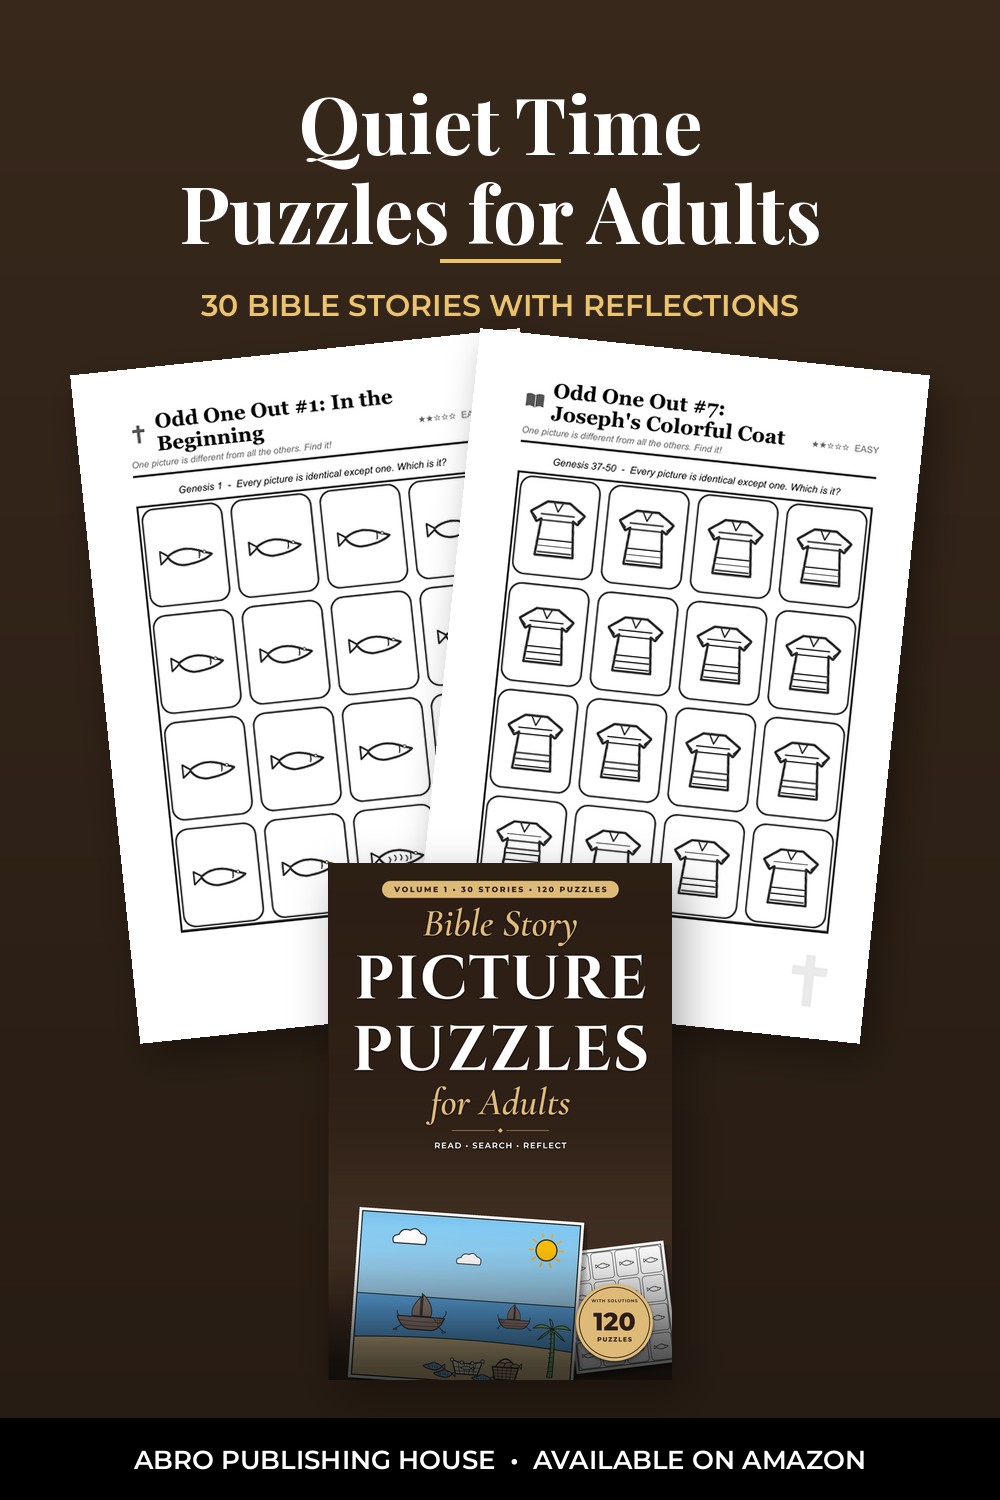 Quiet Time
Puzzles for Adults
30 BIBLE STORIES WITH REFLECTIONS
Odd One Out #1: In the
Beginning
★★☆☆☆
One picture is different from all the others. Find it!
Genesis 1 - Every picture is identical except one. Which is it?
Odd One Out #7:
Joseph's Colorful Coat
★★☆☆☆ EASY
One picture is different from all the others. Find it!
Genesis 37-50 - Every picture is identical except one. Which is it?
VOLUME 1 • 30 STORIES • 120 PUZZLES
Bible Story
PICTURE
PUZZLES
for Adults
READ • SEARCH • REFLECT
WITH SOLUTIONS
120
PUZZLES
ABRO PUBLISHING HOUSE • AVAILABLE ON AMAZON